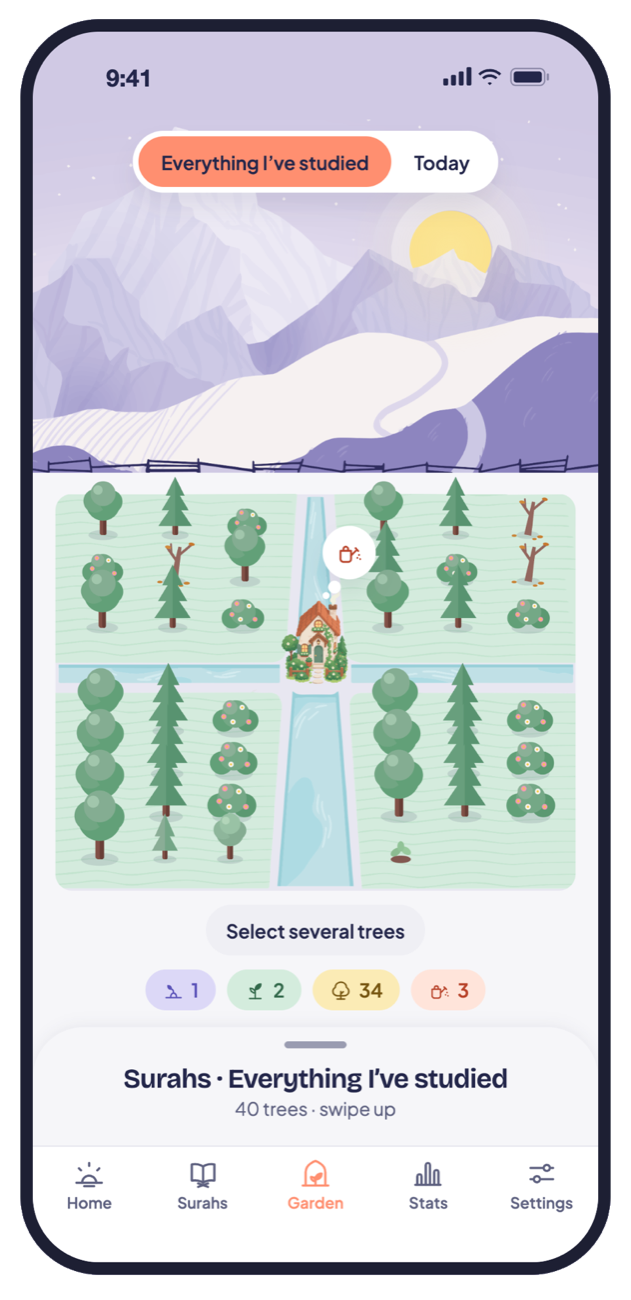 9:41
Everything I’ve studied
Today
Select several trees
1
2
34
3
Surahs · Everything I’ve studied
40 trees · swipe up
Home
Surahs
Garden
Stats
Settings